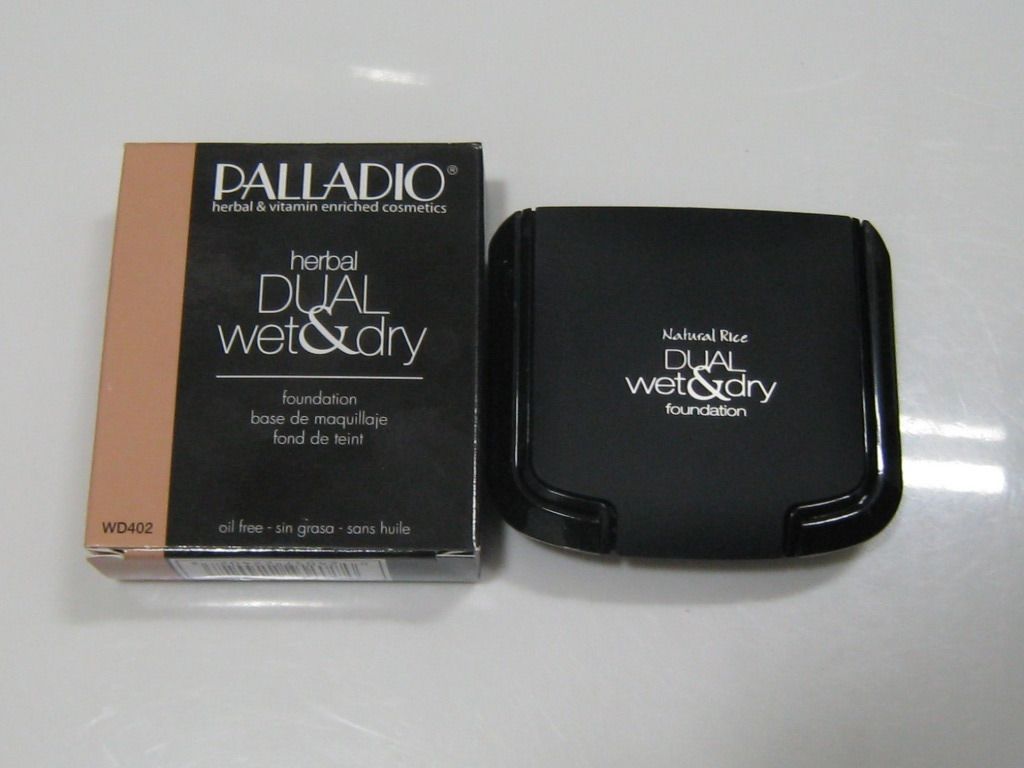 PALLADIO®
herbal & vitamin enriched cosmetics
herbal
DUAL
wet&dry
foundation
base de maquillaje
fond de teint
WD402
oil free - sin grasa - sans huile
Natural Rice
DUAL
wet&dry
foundation